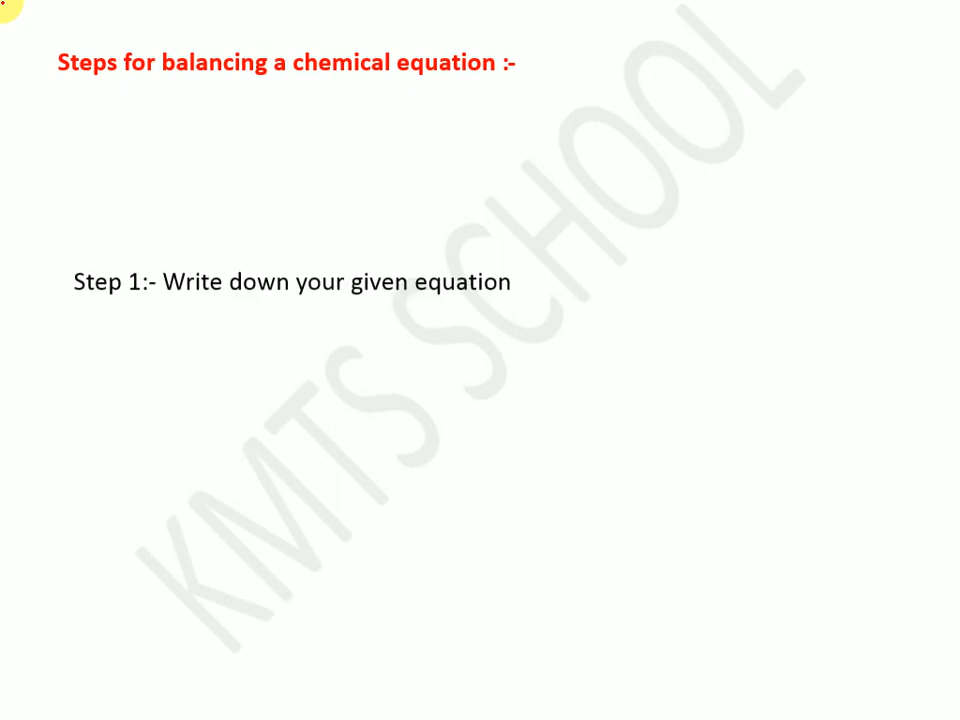 Steps for balancing a chemical equation :-
Step 1:- Write down your given equation
KMTS SCHOOL